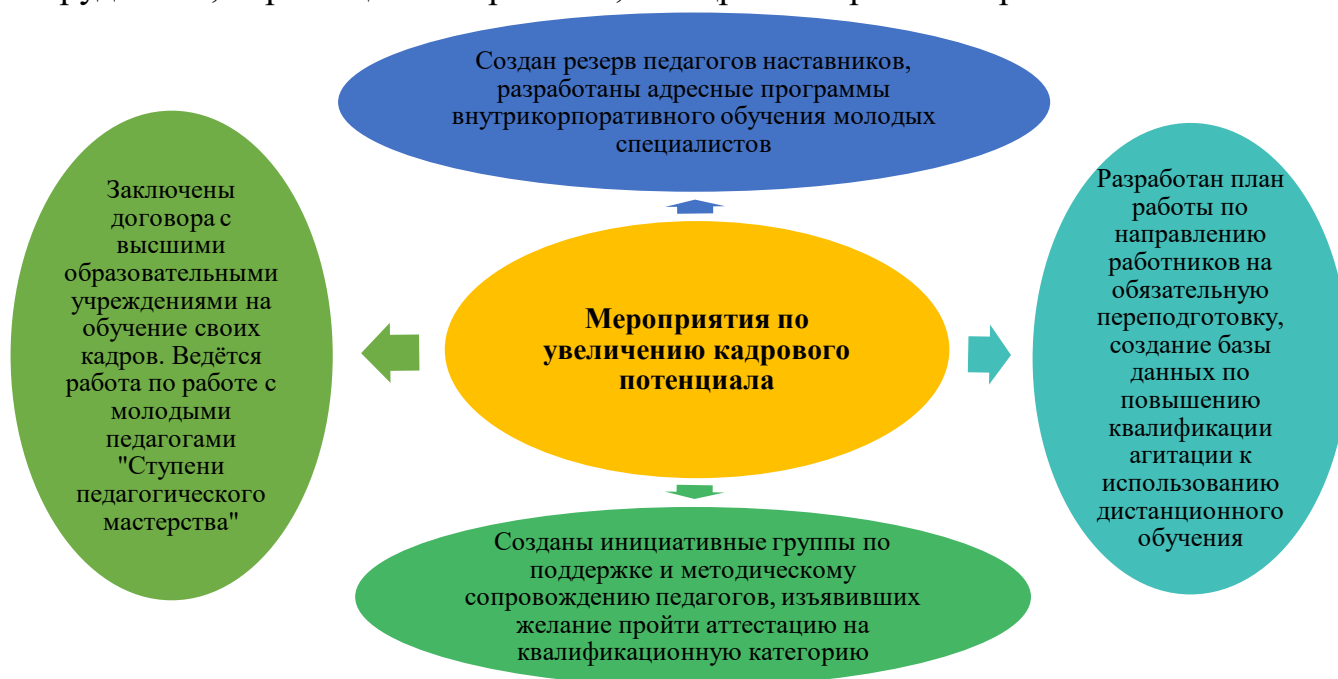 Создан резерв педагогов наставников,
разработаны адресные программы
внутрикорпоративного обучения молодых
специалистов
Заключены
договора с
высшими
образовательными
учреждениями на
обучение своих
кадров. Ведётся
работа по работе с
молодыми
педагогами
"Ступени
педагогического
мастерства"
Мероприятия по
увеличению кадрового
потенциала
Разработан план
работы по
направлению
работников на
обязательную
переподготовку,
создание базы
данных по
повышению
квалификации
агитации к
использованию
дистанционного
обучения
Созданы инициативные группы по
поддержке и методическому
сопровождению педагогов, изъявивших
желание пройти аттестацию на
квалификационную категорию